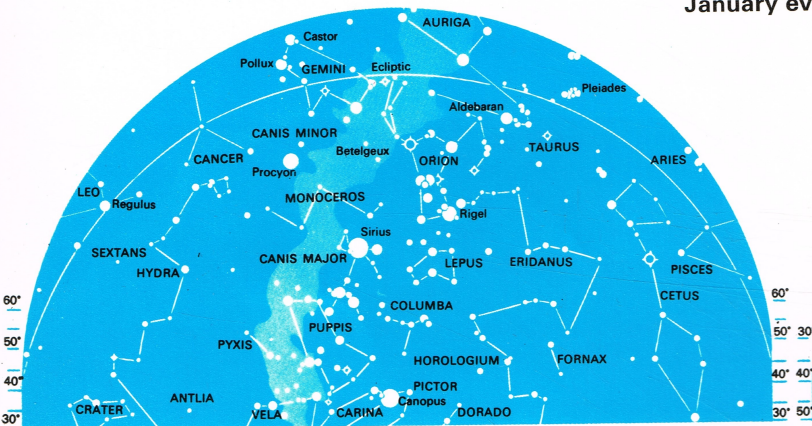 January ev
AURIGA
Castor
Pollux
GEMINI
Ecliptic
Pleiades
Aldebaran
CANIS MINOR
Betelgeux
ORION
TAURUS
CANCER
ARIES
Procyon
LEO
Regulus
MONOCEROS
Rigel
Sirius
SEXTANS
CANIS MAJOR
LEPUS
ERIDANUS
HYDRA
PISCES
60°
60°
CETUS
COLUMBA
PUPPIS
50°
PYXIS
50° 30
HOROLOGIUM
FORNAX
40°
40° 40°
PICTOR
ANTLIA
Canopus
CRATER
VELA
CARINA
DORADO
30°
30° 50°